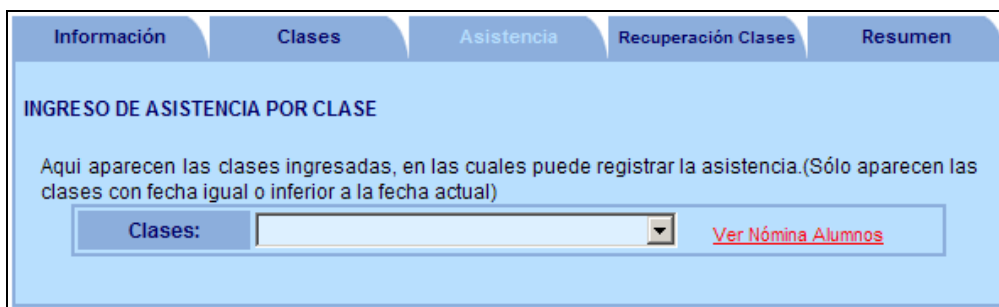 Información Clases Asistencia Recuperación Clases Resumen
INGRESO DE ASISTENCIA POR CLASE
Aqui aparecen las clases ingresadas, en las cuales puede registrar la asistencia.(Sólo aparecen las
clases con fecha igual o inferior a la fecha actual)
Clases: Ver Nómina Alumnos